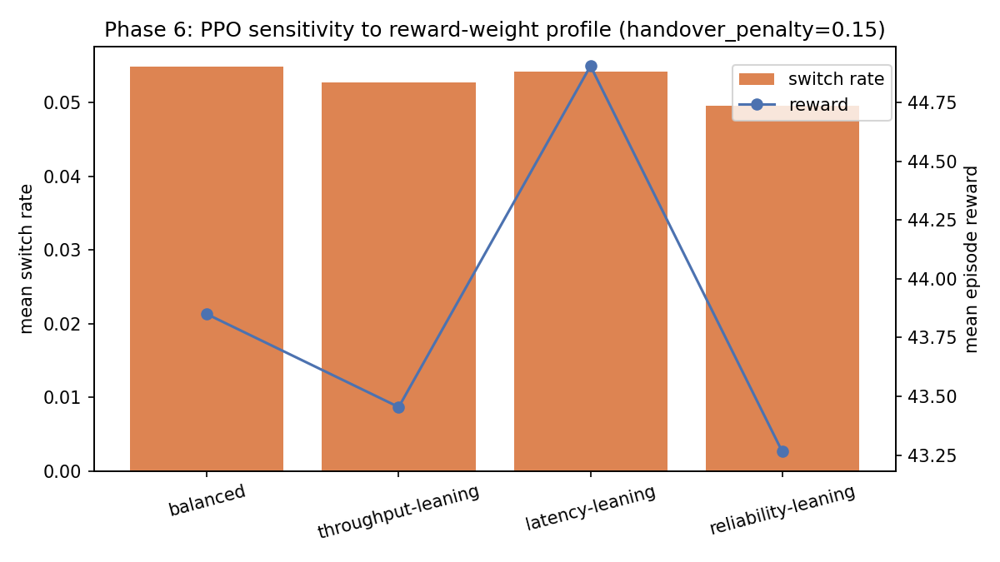 Phase 6: PPO sensitivity to reward-weight profile (handover_penalty=0.15)
switch rate
reward
mean switch rate
0.05
0.04
0.03
0.02
0.01
0.00
44.75
44.50
44.25
44.00
43.75
43.50
43.25
mean episode reward
balanced
throughput-leaning
latency-leaning
reliability-leaning